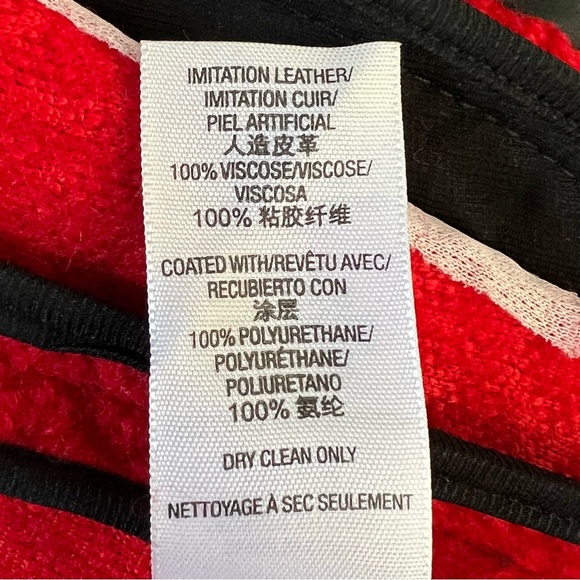 IMITATION LEATHER/
IMITATION CUIR/
PIEL ARTIFICIAL
人造皮革
100% VISCOSE/VISCOSE/
VISCOSA
100% 粘胶纤维
COATED WITH/REVÊTU AVEC/
RECUBIERTO CON
涂层
100% POLYURETHANE/
POLYURÉTHANE/
POLIURETANO
100% 氨纶
DRY CLEAN ONLY
NETTOYAGE À SEC SEULEMENT